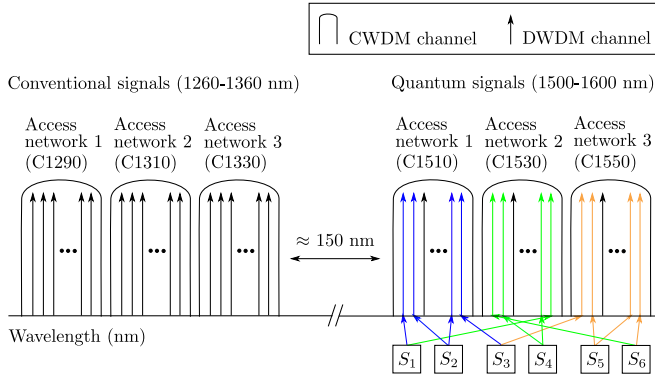 CWDM channel
DWDM channel
Conventional signals (1260-1360 nm)
Quantum signals (1500-1600 nm)
Access network 1 (C1290)
Access network 2 (C1310)
Access network 3 (C1330)
Access network 1 (C1510)
Access network 2 (C1530)
Access network 3 (C1550)
≈ 150 nm
Wavelength (nm)
S1
S2
S3
S4
S5
S6